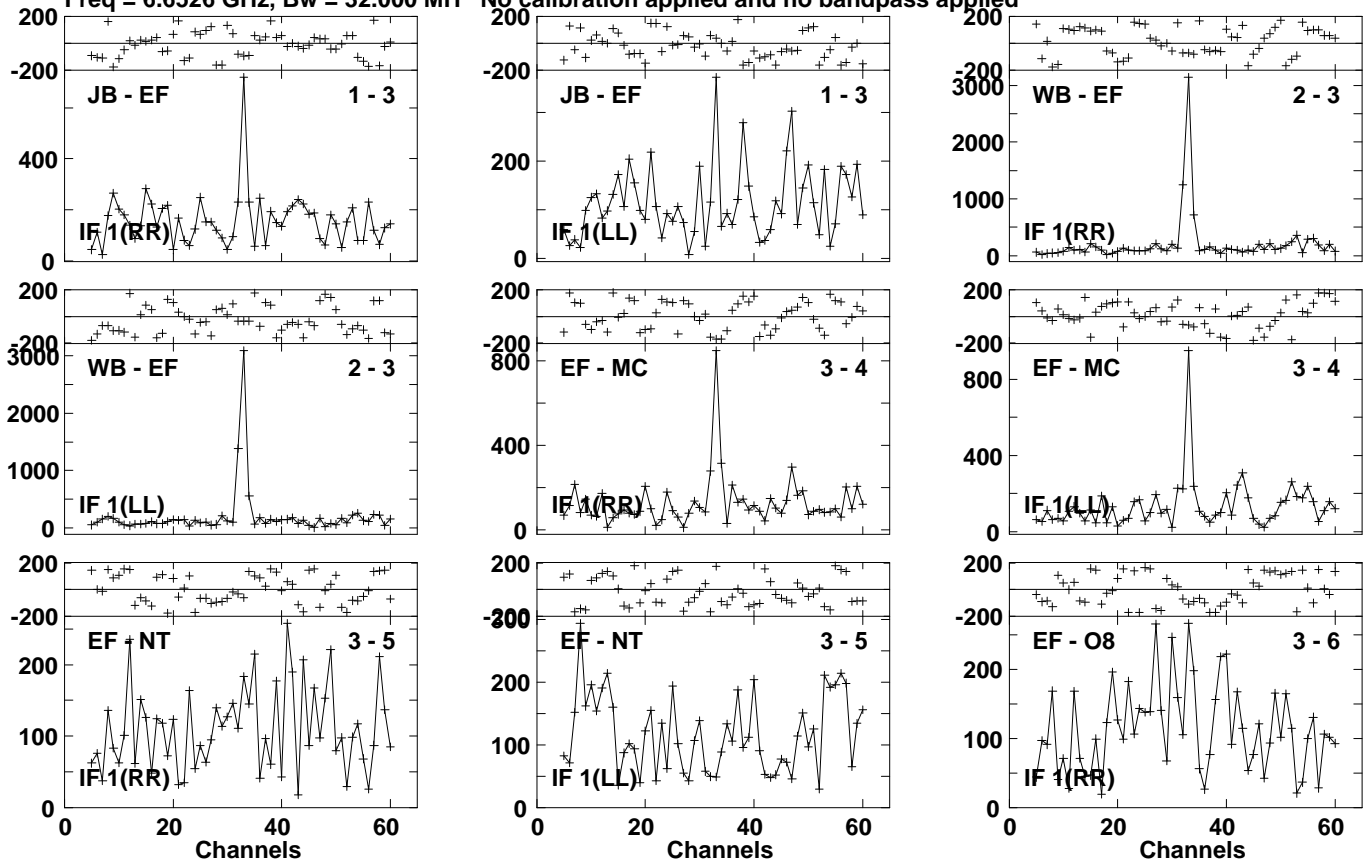 Freq = 6.6526 GHz, Bw = 32.000 MH No calibration applied and no bandpass applied
200
-200
JB - EF 1 - 3
400
0
IF 1(RR)
200
JB - EF 1 - 3
200
0
IF 1(LL)
200
-200
3000
WB - EF 2 - 3
2000
1000
0
IF 1(RR)
200
-200
3000
WB - EF 2 - 3
2000
1000
0
IF 1(LL)
200
-200
800
EF - MC 3 - 4
400
0
IF 1(RR)
200
-200
800
EF - MC 3 - 4
400
0
IF 1(LL)
200
-200
EF - NT 3 - 5
200
100
0
IF 1(RR)
0 20 40 60
Channels
200
-200
300
EF - NT 3 - 5
200
100
0
IF 1(LL)
0 20 40 60
Channels
200
-200
EF - O8 3 - 6
200
100
0
IF 1(RR)
0 20 40 60
Channels